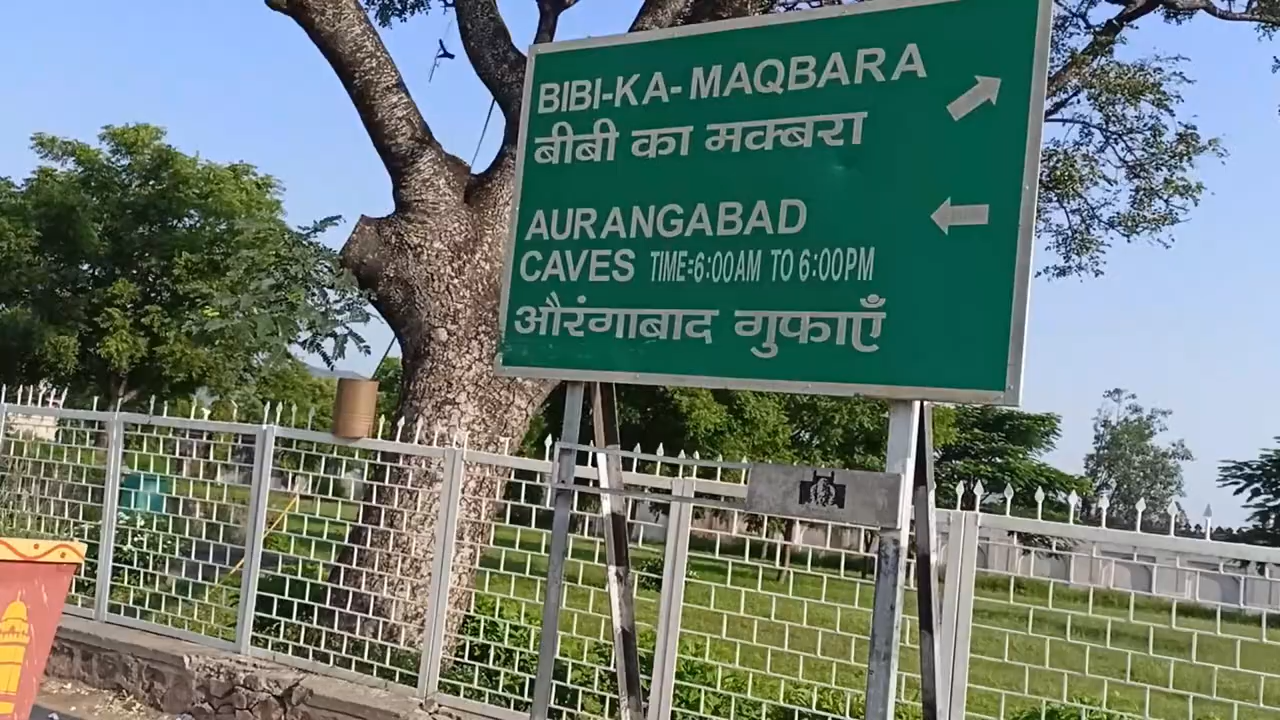 BIBI-KA-MAQBARA
बीबी का मक्बरा
AURANGABAD
CAVES TIME=6:00AM TO 6:00PM
औरंगाबाद गुफाएँ